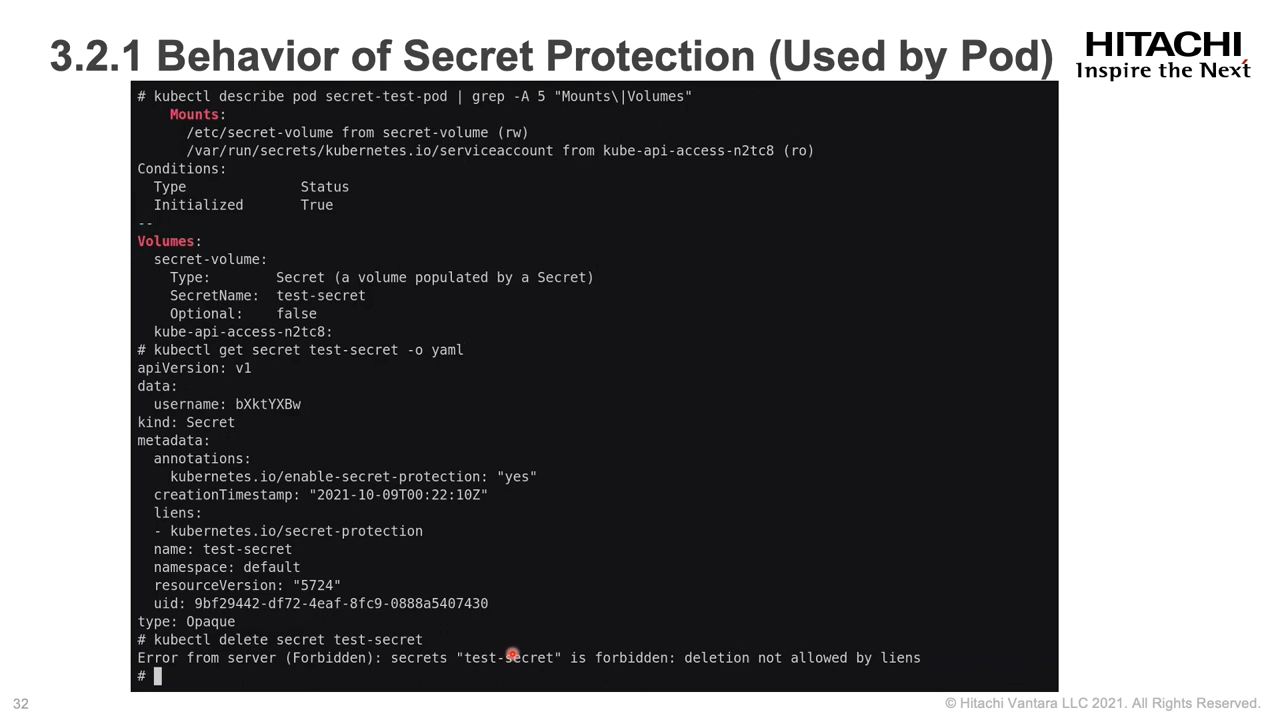 3.2.1 Behavior of Secret Protection (Used by Pod)
HITACHI
Inspire the Next
# kubectl describe pod secret-test-pod | grep -A 5 "Mounts\|Volumes"
Mounts:
/etc/secret-volume from secret-volume (rw)
/var/run/secrets/kubernetes.io/serviceaccount from kube-api-access-n2tc8 (ro)
Conditions:
Type Status
Initialized True
--
Volumes:
secret-volume:
Type: Secret (a volume populated by a Secret)
SecretName: test-secret
Optional: false
kube-api-access-n2tc8:
# kubectl get secret test-secret -o yaml
apiVersion: v1
data:
username: bXktYXBw
kind: Secret
metadata:
annotations:
kubernetes.io/enable-secret-protection: "yes"
creationTimestamp: "2021-10-09T00:22:10Z"
liens:
- kubernetes.io/secret-protection
name: test-secret
namespace: default
resourceVersion: "5724"
uid: 9bf29442-df72-4eaf-8fc9-0888a5407430
type: Opaque
# kubectl delete secret test-secret
Error from server (Forbidden): secrets "test-secret" is forbidden: deletion not allowed by liens
#
32
© Hitachi Vantara LLC 2021. All Rights Reserved.